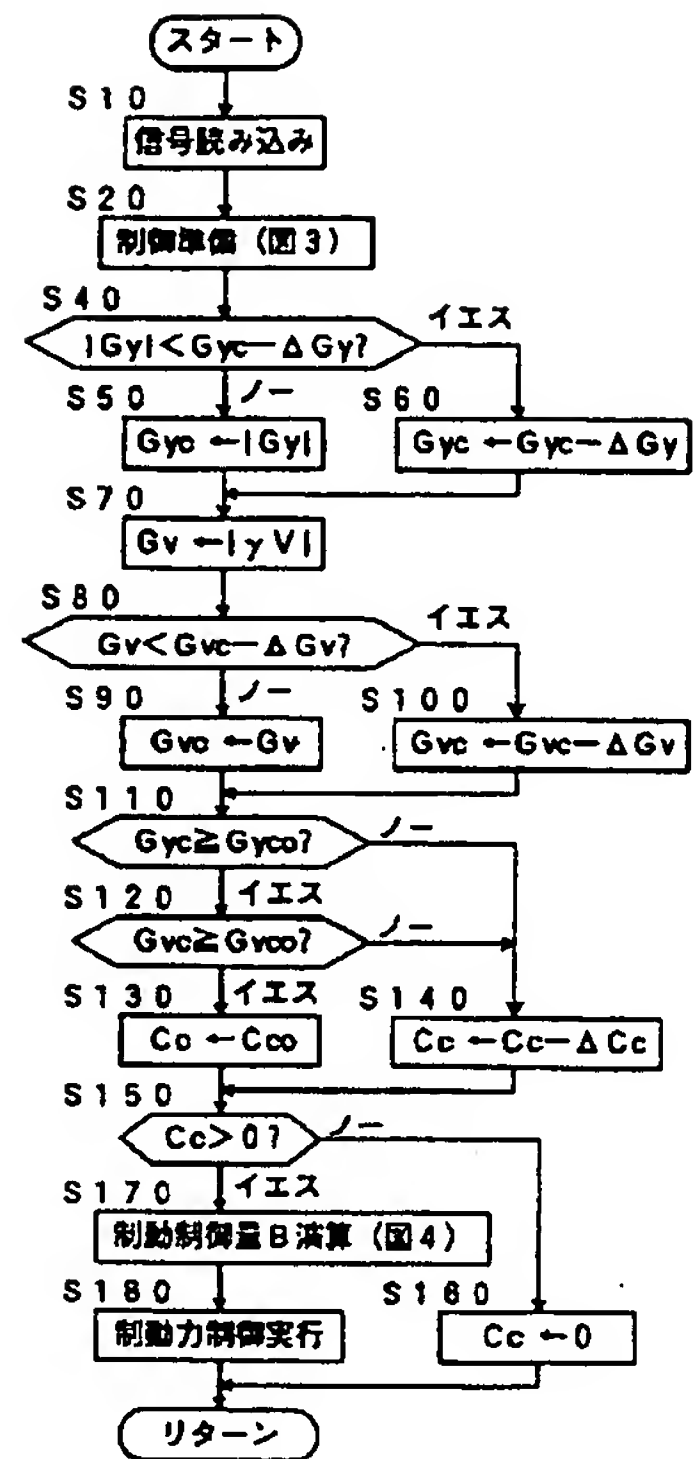 スタート
S10
信号読み込み
S20
制御準備（図3）
S40
|Gy|<Gyc−ΔGy?
イエス
S50
ノー
S60
Gyc←|Gy|
Gyc←Gyc−ΔGy
S70
Gv←|γV|
S80
Gv<Gvc−ΔGv?
イエス
S90
ノー
S100
Gvc←Gv
Gvc←Gvc−ΔGv
S110
Gyc≧Gyco?
ノー
S120
イエス
Gvc≧Gvco?
ノー
S130
イエス
S140
Cc←Cco
Cc←Cc−ΔCc
S150
Cc>0?
ノー
S170
イエス
制動制御量B演算（図4）
S180
S160
制動力制御実行
Cc←0
リターン